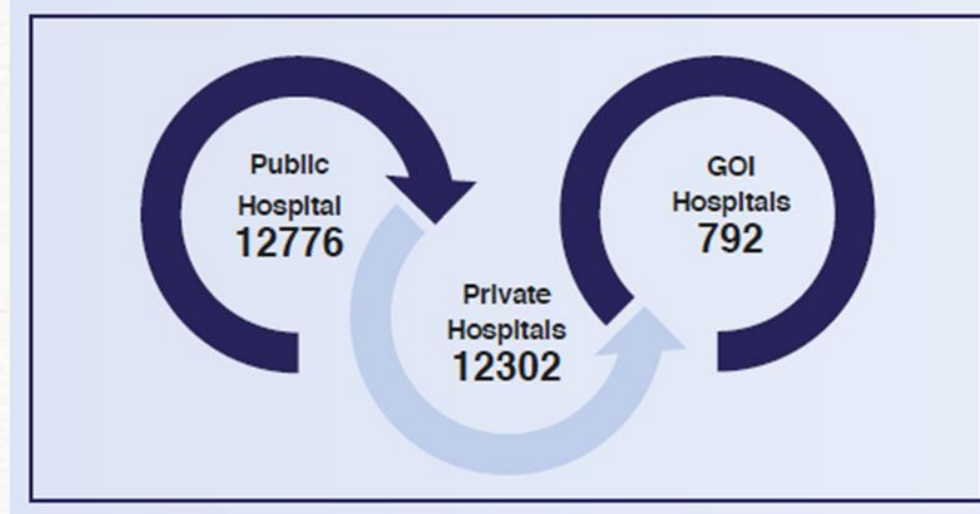 Public
Hospital
12776
Private
Hospitals
12302
GOI
Hospitals
792